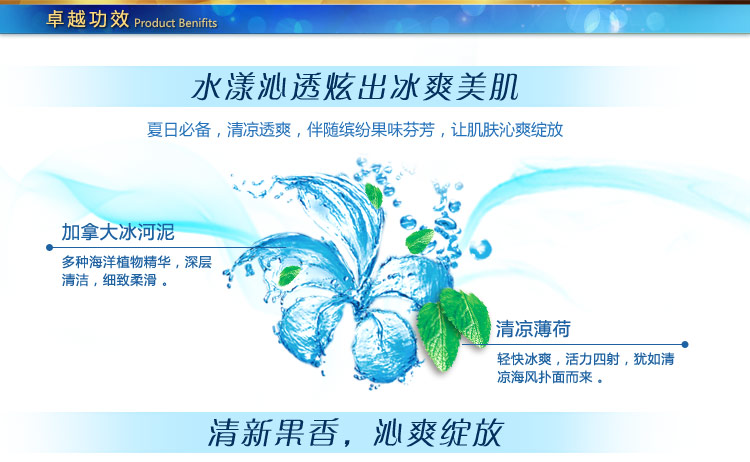 卓越功效 Product Benifits
水漾沁透炫出冰爽美肌
夏日必备，清凉透爽，伴随缤纷果味芬芳，让肌肤沁爽绽放
加拿大冰河泥
多种海洋植物精华，深层
清洁，细致柔滑 。
清凉薄荷
轻快冰爽，活力四射，犹如清
凉海风扑面而来 。
清新果香，沁爽绽放